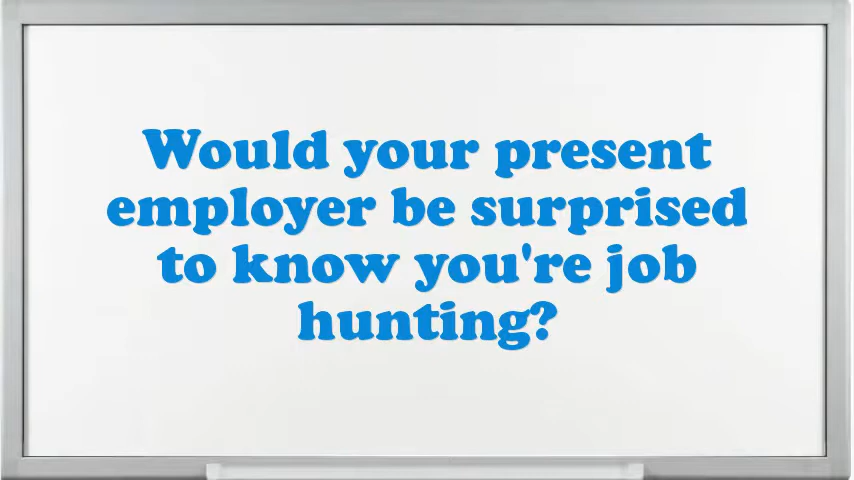 Would your present
employer be surprised
to know you're job
hunting?